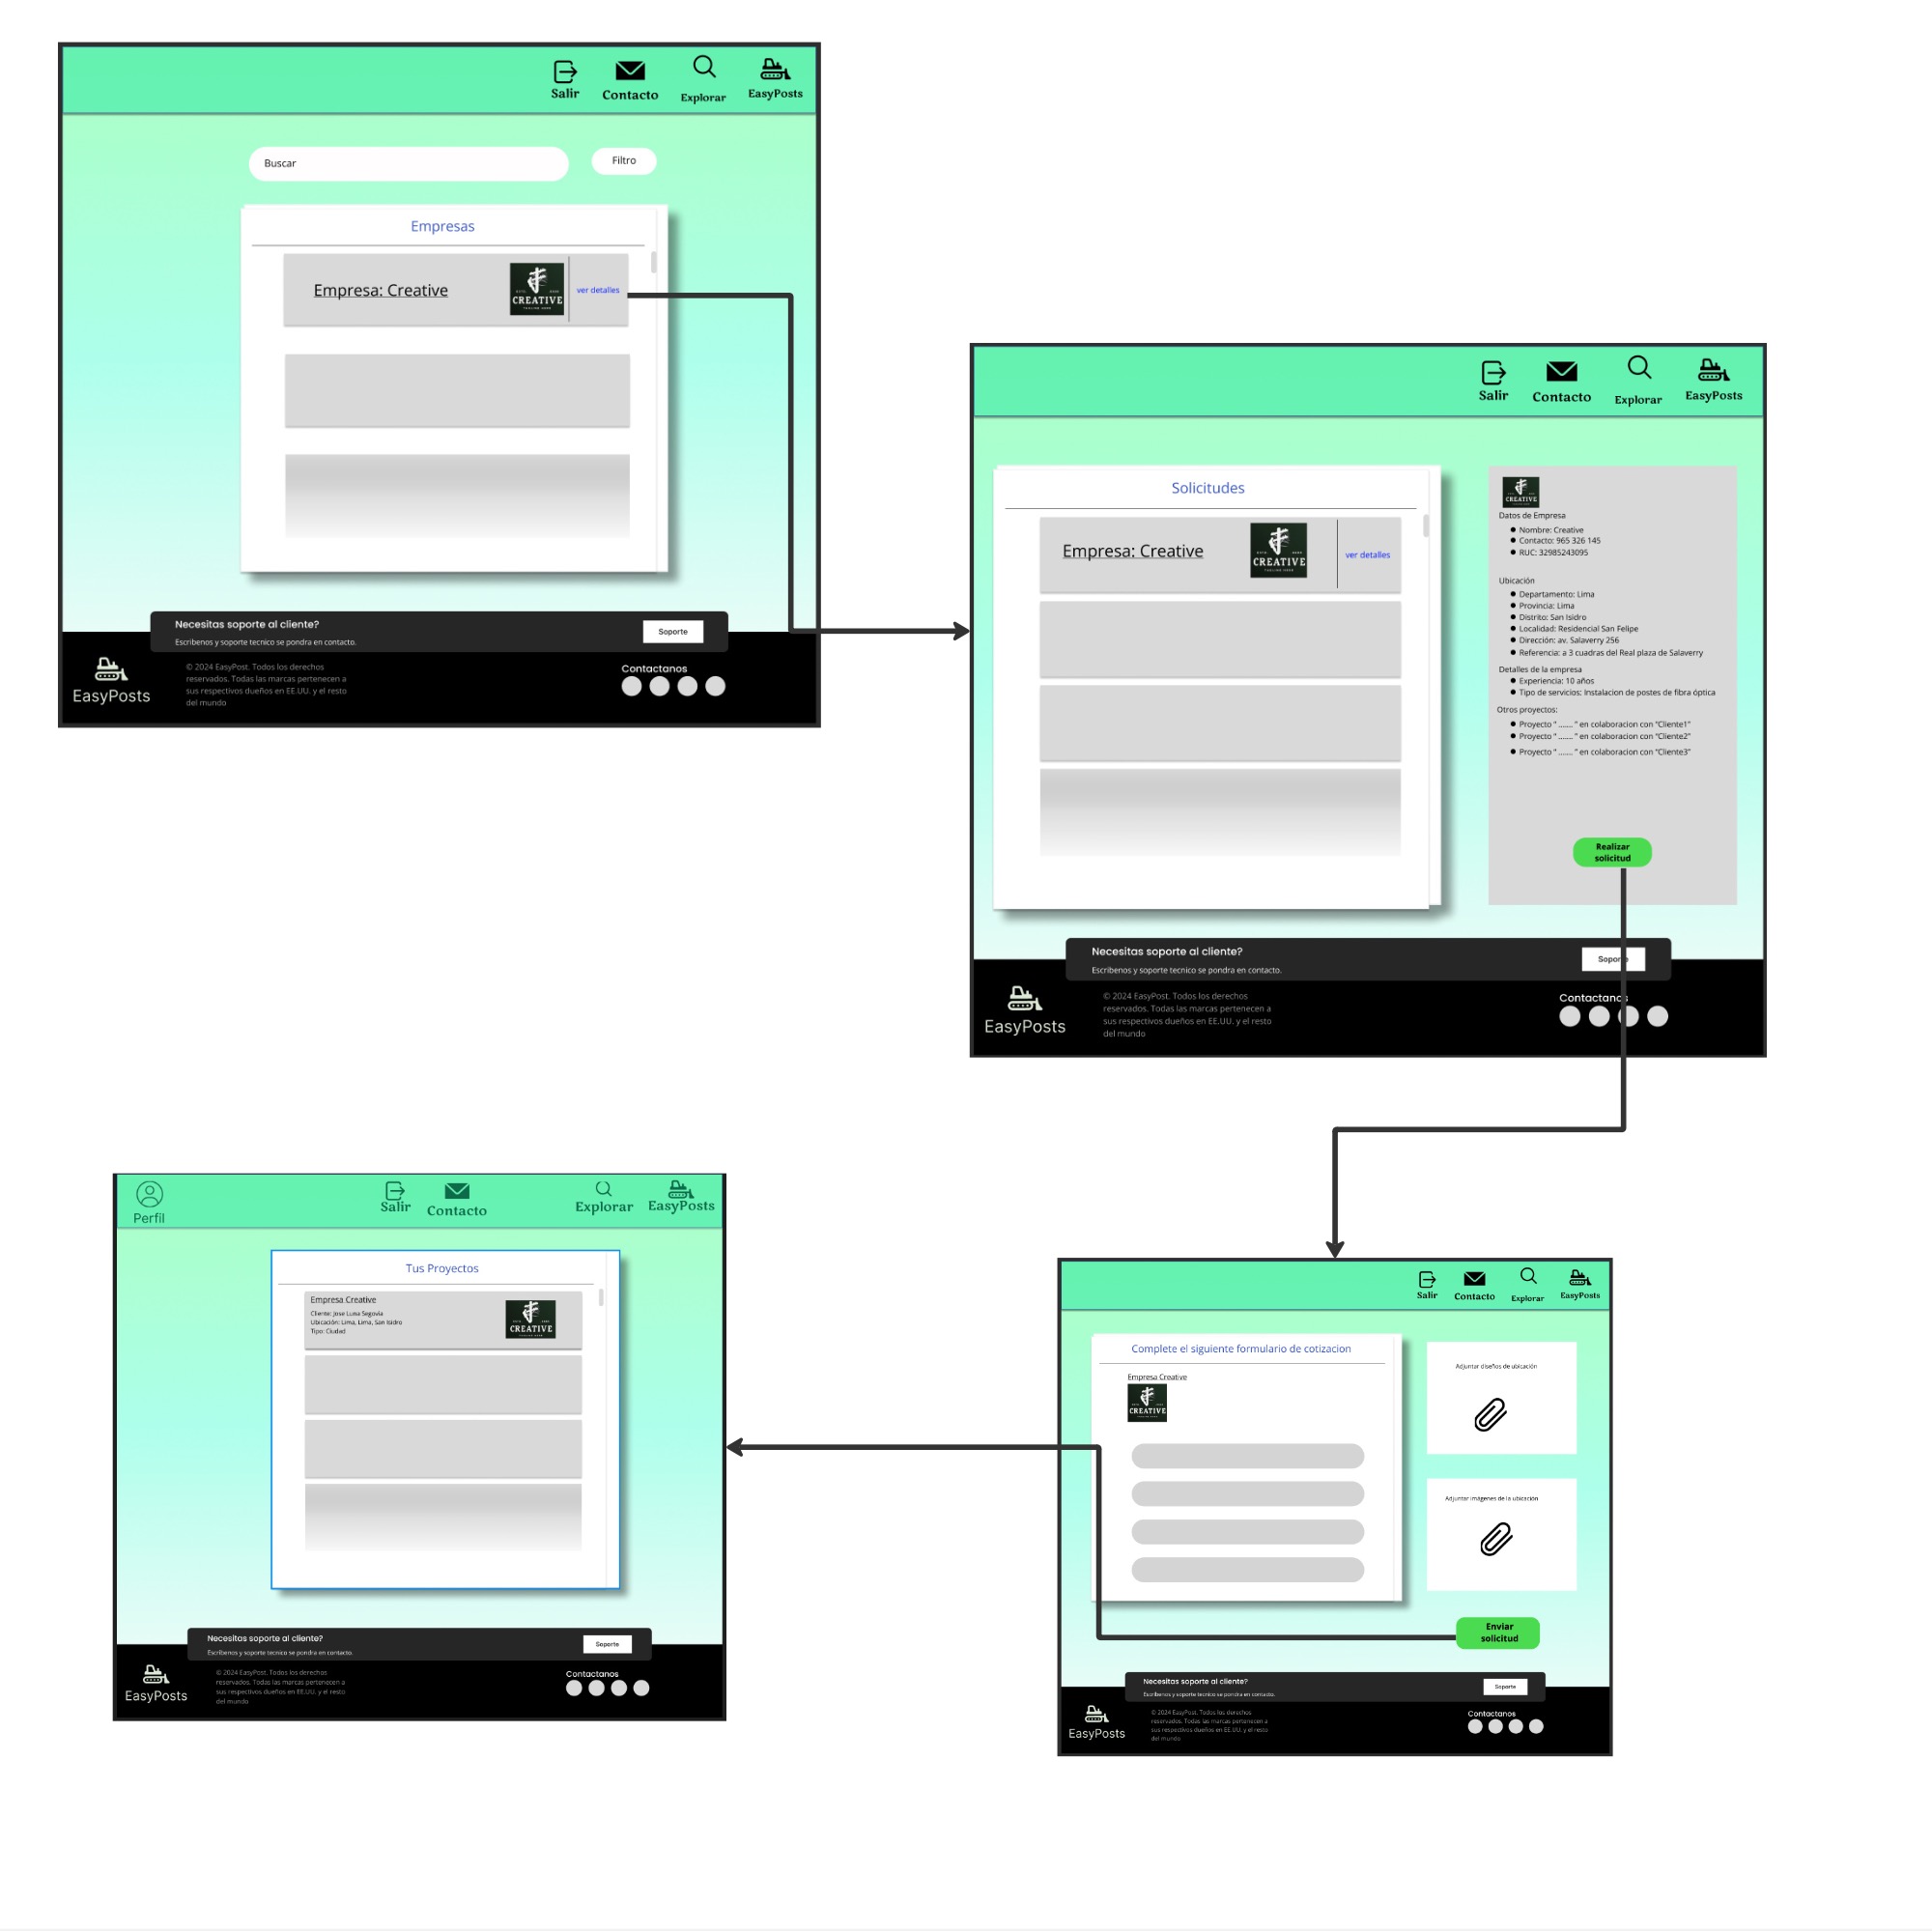 Salir
Contacto
Explorar
EasyPosts
Buscar
Filtro
Empresas
Empresa: Creative
CREATIVE
ver detalles
Necesitas soporte al cliente?
Escribenos y soporte tecnico se pondra en contacto.
Soporte
EasyPosts
© 2024 EasyPost. Todos los derechos
reservados. Todas las marcas pertenecen a
sus respectivos dueños en EE.UU. y el resto
del mundo
Contactanos
Salir
Contacto
Explorar
EasyPosts
Solicitudes
Empresa: Creative
CREATIVE
ver detalles
CREATIVE
Datos de Empresa
Nombre: Creative
Contacto: 965 326 145
RUC: 32985243095
Ubicación
Departamento: Lima
Provincia: Lima
Distrito: San Isidro
Localidad: Residencial San Felipe
Dirección: av. Salaverry 256
Referencia: a 3 cuadras del Real plaza de Salaverry
Detalles de la empresa
Experiencia: 10 años
Tipo de servicios: Instalacion de postes de fibra óptica
Otros proyectos:
Proyecto " ....... " en colaboracion con "Cliente1"
Proyecto " ....... " en colaboracion con "Cliente2"
Proyecto " ....... " en colaboracion con "Cliente3"
Realizar
solicitud
Necesitas soporte al cliente?
Escribenos y soporte tecnico se pondra en contacto.
Soporte
EasyPosts
© 2024 EasyPost. Todos los derechos
reservados. Todas las marcas pertenecen a
sus respectivos dueños en EE.UU. y el resto
del mundo
Contactanos
Perfil
Salir
Contacto
Explorar
EasyPosts
Tus Proyectos
Empresa Creative
Cliente: Jose Luna Segovia
Ubicación: Lima, Lima, San Isidro
Tipo: Ciudad
CREATIVE
Necesitas soporte al cliente?
Escribenos y soporte tecnico se pondra en contacto.
Soporte
EasyPosts
© 2024 EasyPost. Todos los derechos
reservados. Todas las marcas pertenecen a
sus respectivos dueños en EE.UU. y el resto
del mundo
Contactanos
Salir
Contacto
Explorar
EasyPosts
Complete el siguiente formulario de cotizacion
Empresa Creative
CREATIVE
Adjuntar diseños de ubicación
Adjuntar imágenes de la ubicación
Enviar
solicitud
Necesitas soporte al cliente?
Escribenos y soporte tecnico se pondra en contacto.
Soporte
EasyPosts
© 2024 EasyPost. Todos los derechos
reservados. Todas las marcas pertenecen a
sus respectivos dueños en EE.UU. y el resto
del mundo
Contactanos